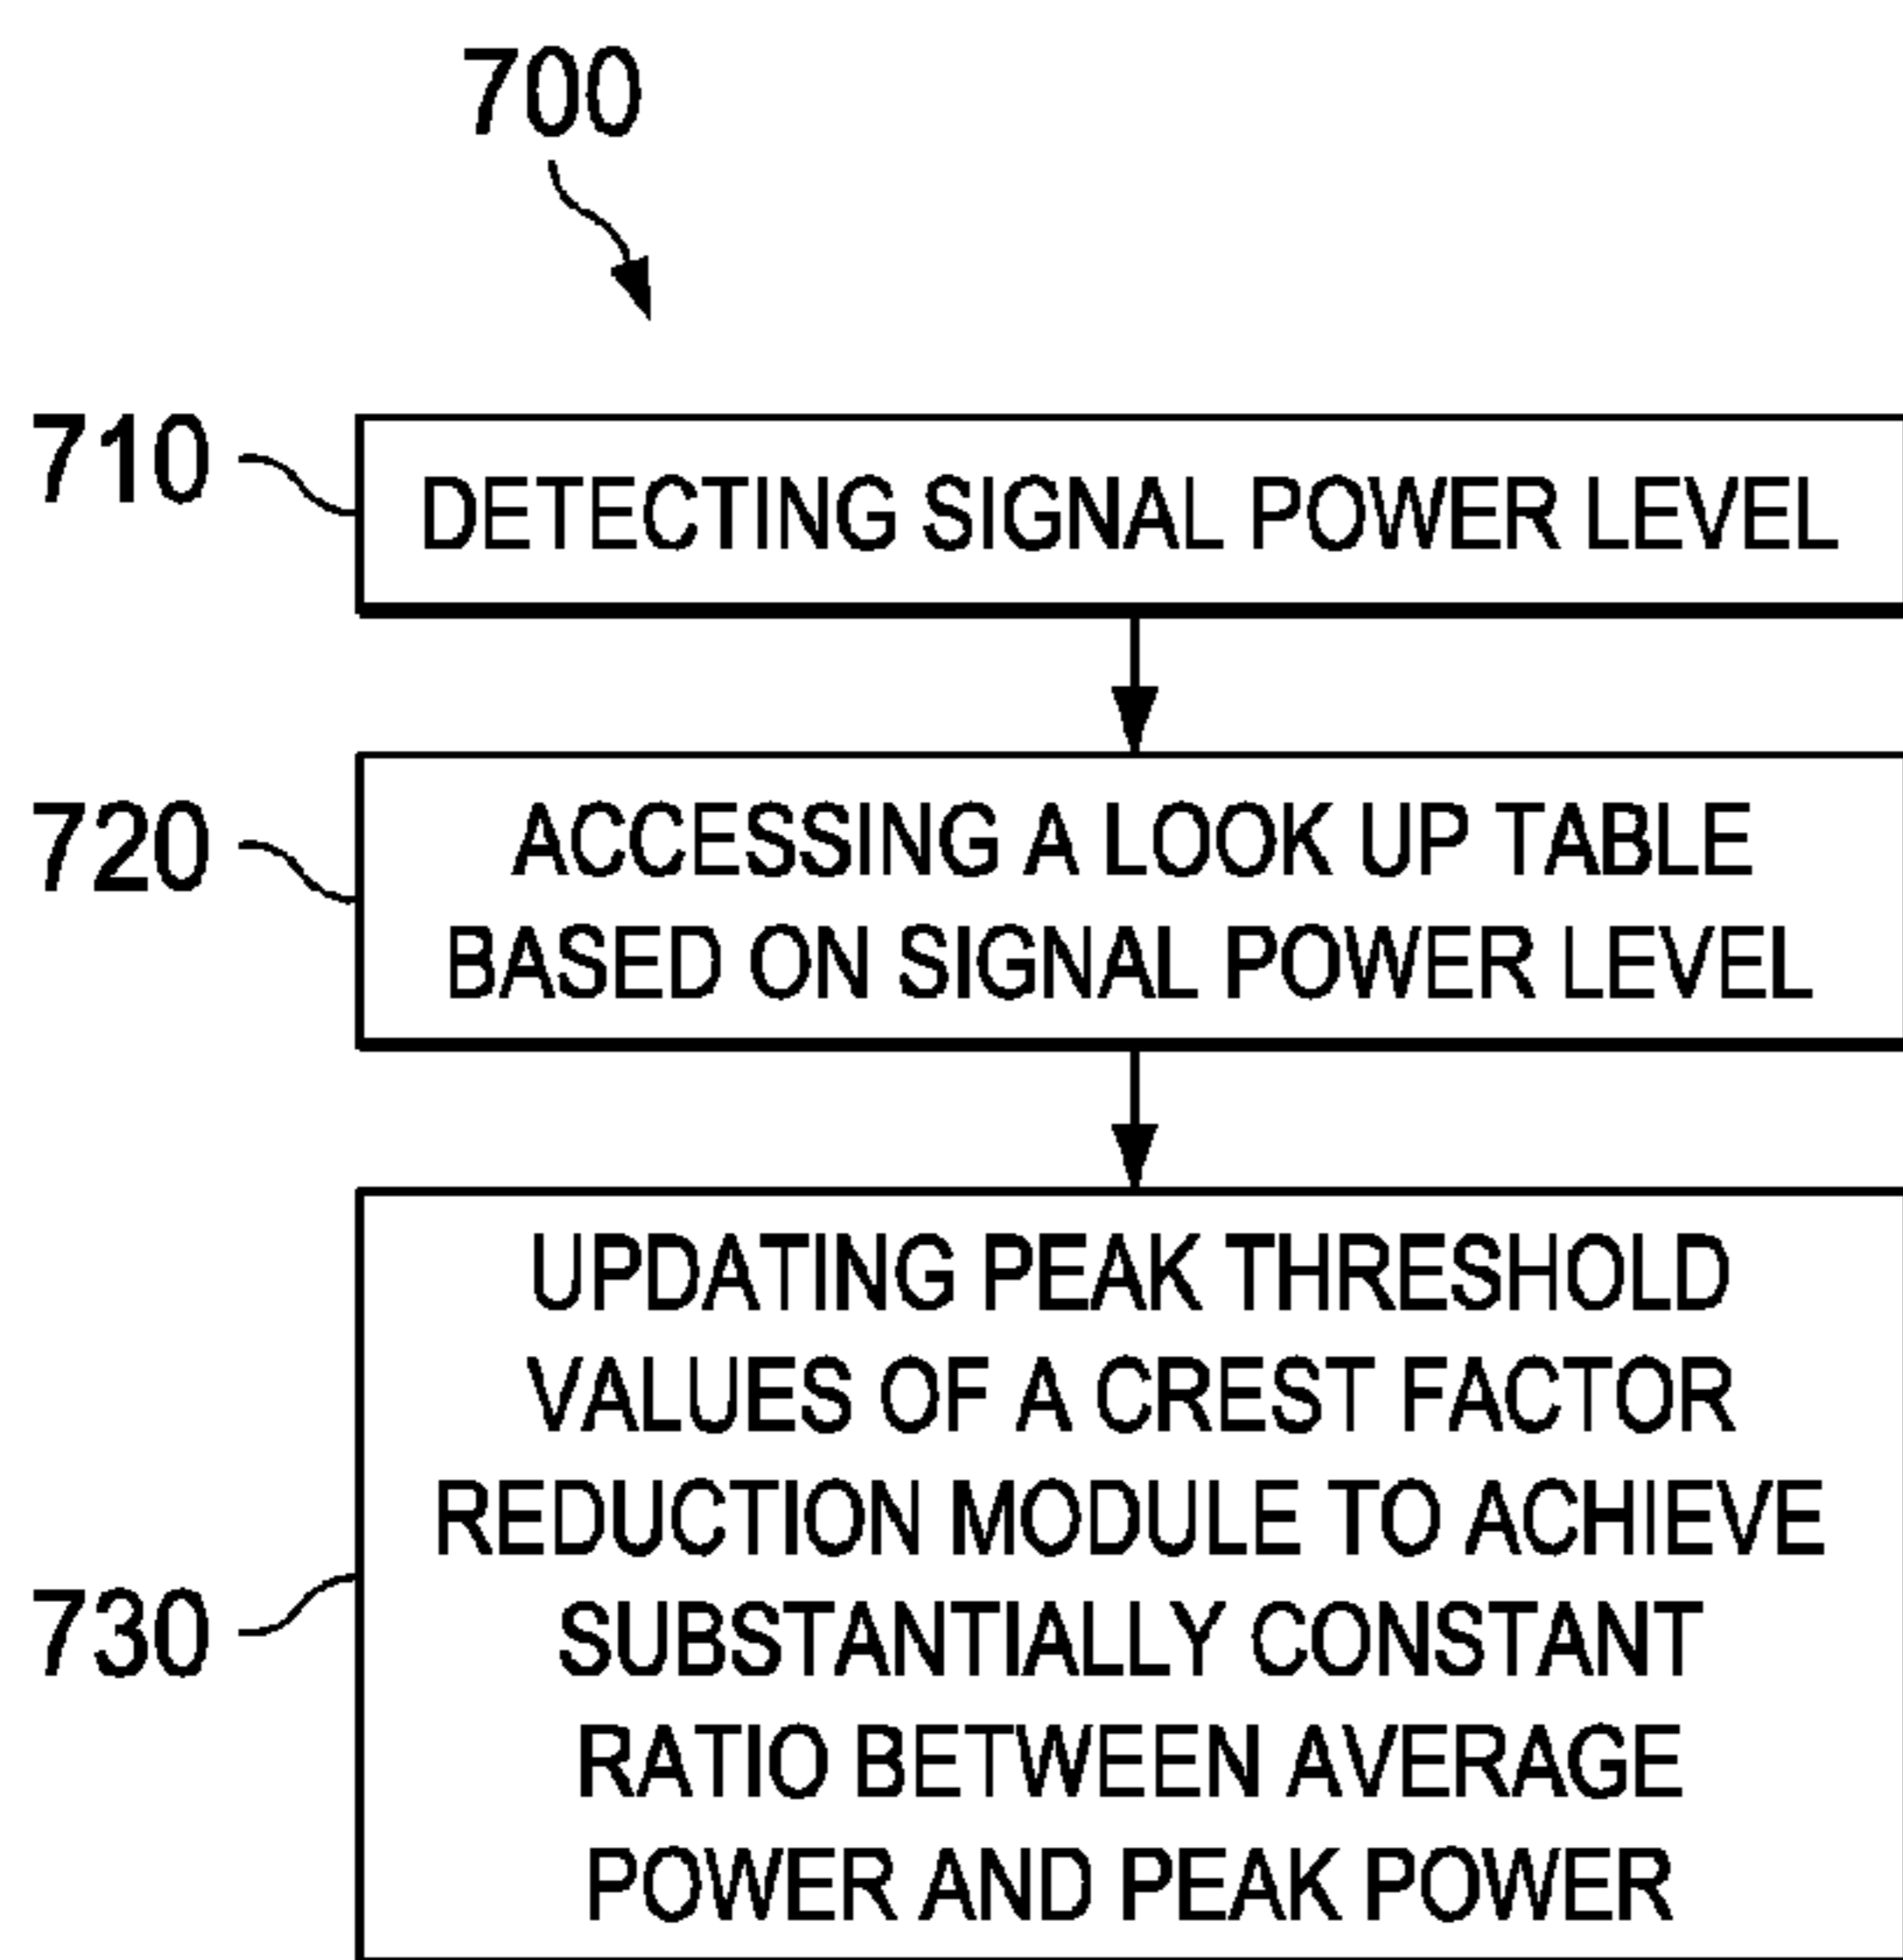 700
710
DETECTING SIGNAL POWER LEVEL
720
ACCESSING A LOOK UP TABLE
BASED ON SIGNAL POWER LEVEL
730
UPDATING PEAK THRESHOLD
VALUES OF A CREST FACTOR
REDUCTION MODULE TO ACHIEVE
SUBSTANTIALLY CONSTANT
RATIO BETWEEN AVERAGE
POWER AND PEAK POWER